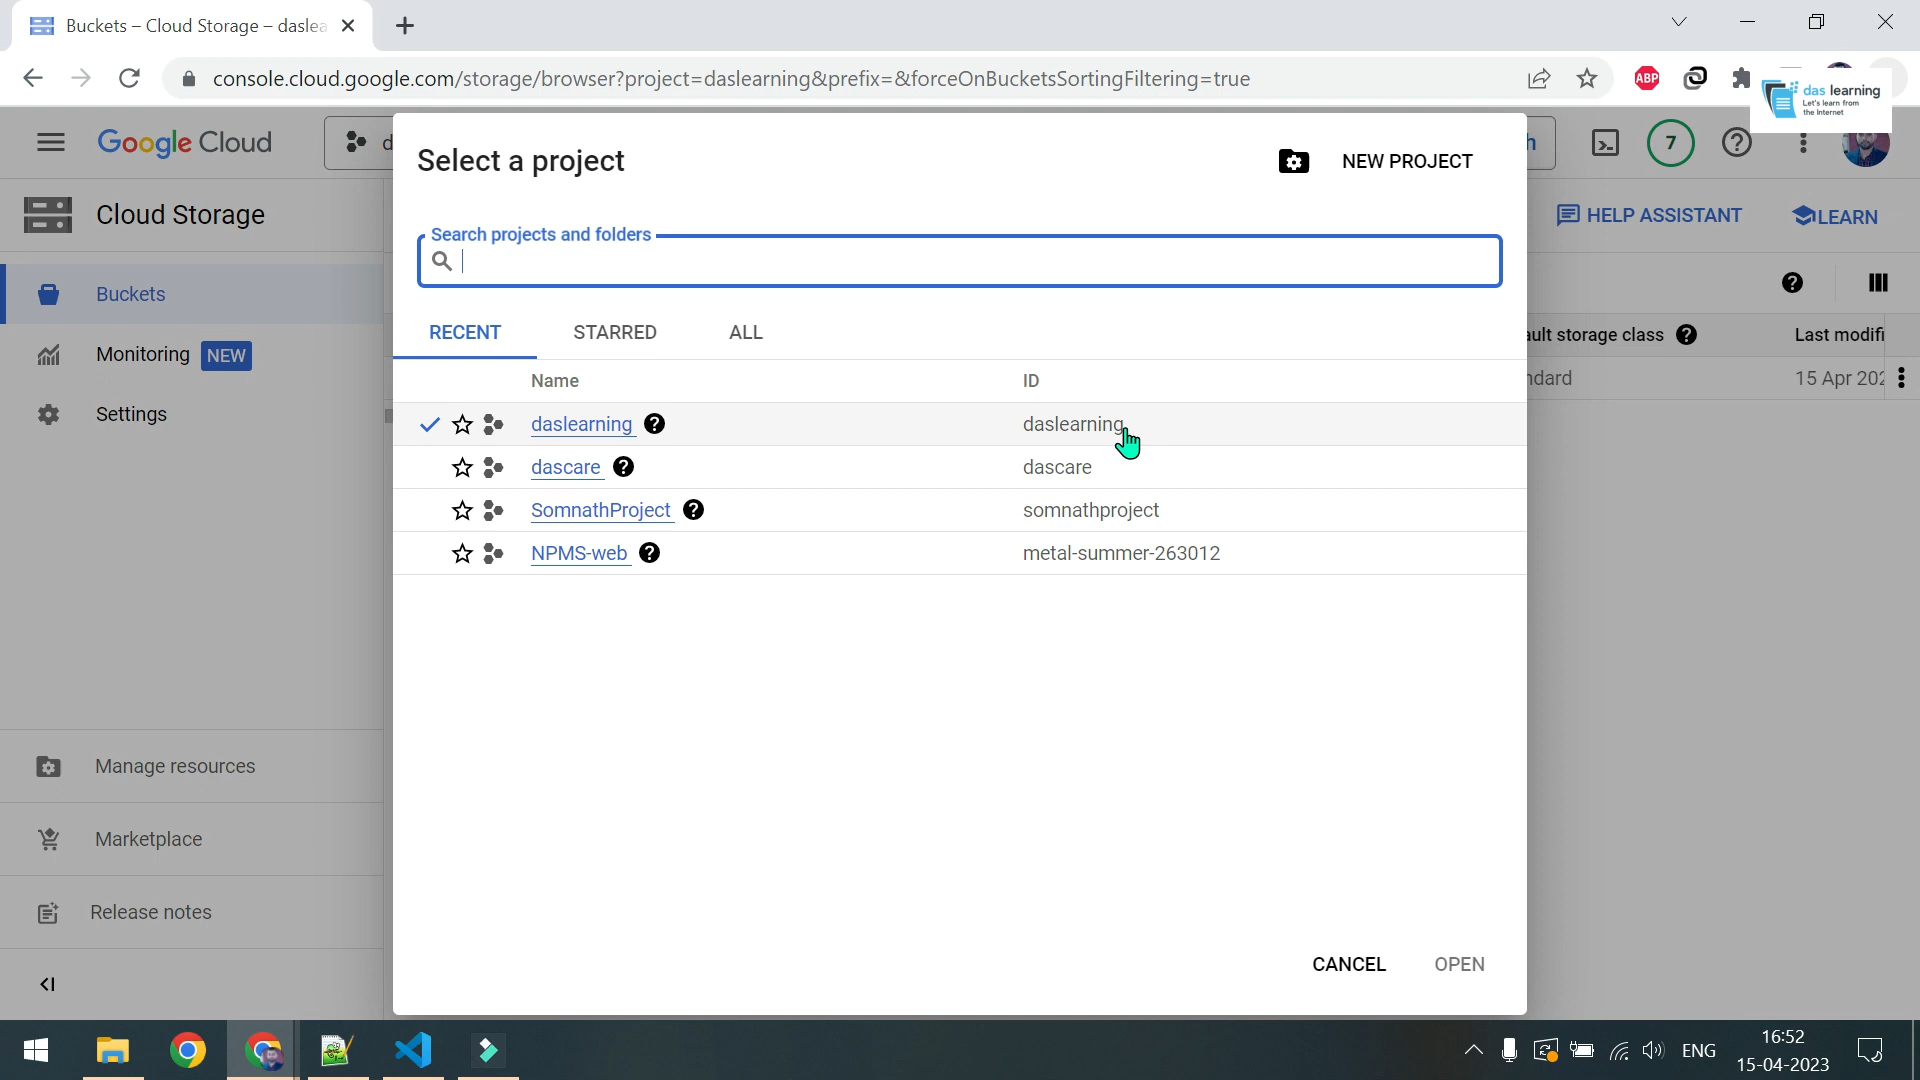 Buckets – Cloud Storage – daslea
console.cloud.google.com/storage/browser?project=daslearning&prefix=&forceOnBucketsSortingFiltering=true
ABP
das learning
Let's learn from
the Internet
Google Cloud
d
h
7
Select a project
NEW PROJECT
Cloud Storage
HELP ASSISTANT
LEARN
Search projects and folders
Buckets
RECENT
STARRED
ALL
ault storage class
Last modifi
Monitoring NEW
Name
ID
ndard
15 Apr 202
Settings
daslearning
daslearning
dascare
dascare
SomnathProject
somnathproject
NPMS-web
metal-summer-263012
Manage resources
Marketplace
Release notes
CANCEL
OPEN
ENG
16:52
15-04-2023